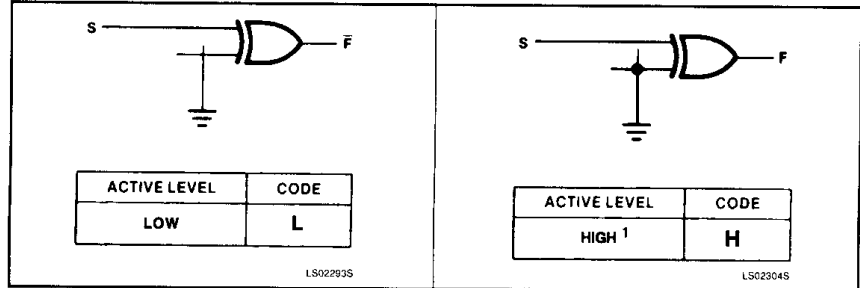 S
F̅
ACTIVE LEVEL CODE
LOW L
LS02293S
S
F
ACTIVE LEVEL CODE
HIGH 1 H
LS02304S